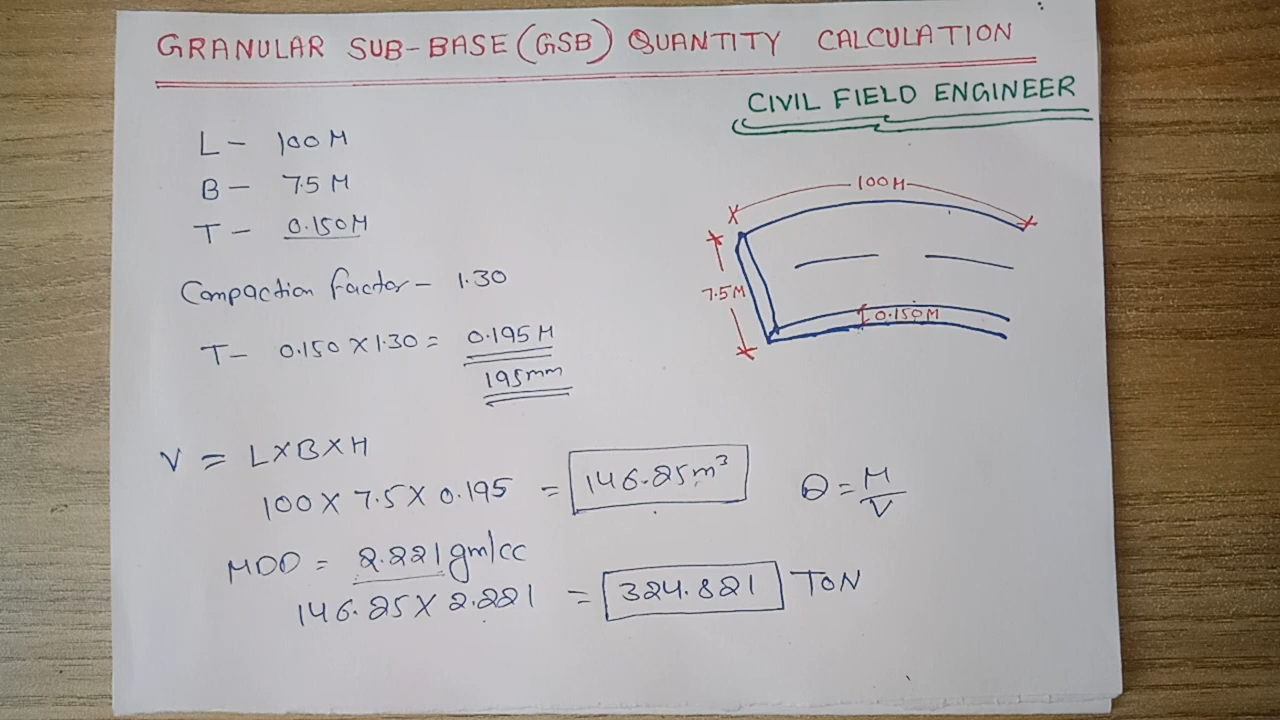 GRANULAR SUB-BASE (GSB) QUANTITY CALCULATION
CIVIL FIELD ENGINEER
L - 100 M
B - 7.5 M
T - 0.150 M
Compaction factor - 1.30
T - 0.150 X 1.30 = 0.195 M
195mm
100 M
7.5 M
0.150 M
V = L X B X H
100 X 7.5 X 0.195 = 146.25 m³
MDD = 2.221 gm/cc
146.25 X 2.221 = 324.821 TON